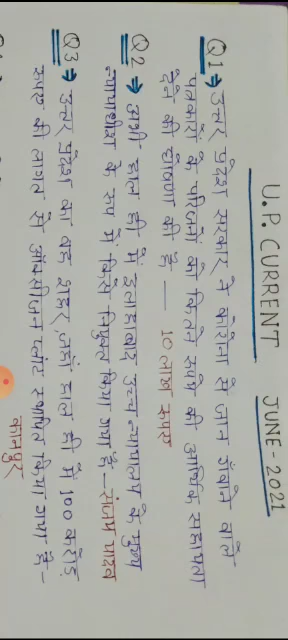 U.P. CURRENT JUNE-2021
Q1→ उत्तर प्रदेश सरकार ने कोरोना से जान गँवाने वाले
पत्रकारों के परिजनों को कितने रुपये की आर्थिक सहायता
देने की घोषणा की है — 10 लाख रुपए
Q2→ अभी हाल ही में इलाहाबाद उच्च न्यायालय के मुख्य
न्यायाधीश के रूप में किसे नियुक्त किया गया है — संजय यादव
Q3→ उत्तर प्रदेश का वह शहर, जहाँ हाल ही में 100 करोड़
रुपए की लागत से ऑक्सीजन प्लांट स्थापित किया गया है —
कानपुर